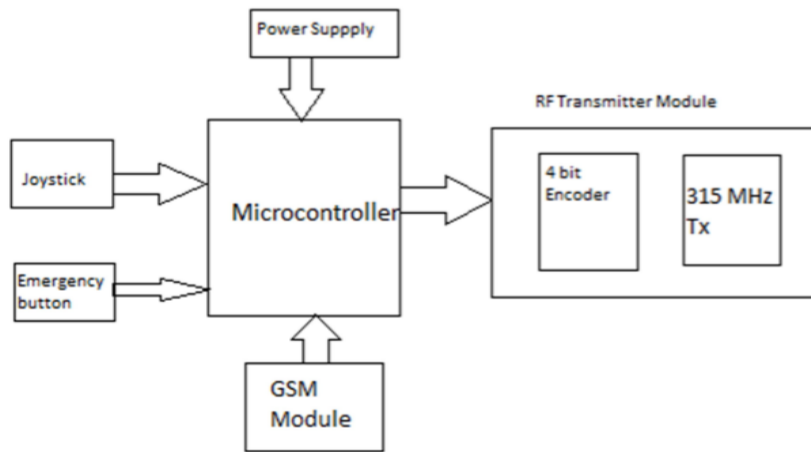 Power Suppply
RF Transmitter Module
Joystick
Microcontroller
4 bit
Encoder
315 MHz
Tx
Emergency
button
GSM
Module